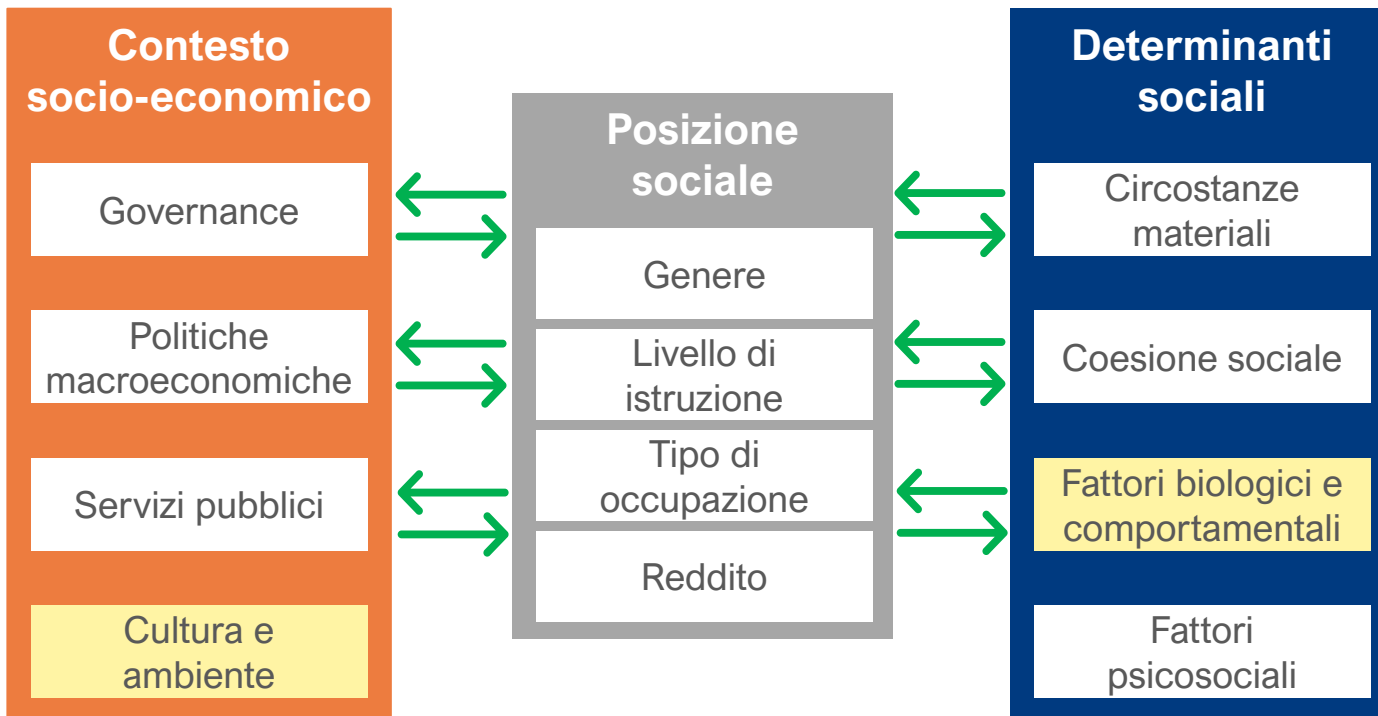 Contesto
socio-economico
Governance
Politiche
macroeconomiche
Servizi pubblici
Cultura e
ambiente
Posizione
sociale
Genere
Livello di
istruzione
Tipo di
occupazione
Reddito
Determinanti
sociali
Circostanze
materiali
Coesione sociale
Fattori biologici e
comportamentali
Fattori
psicosociali